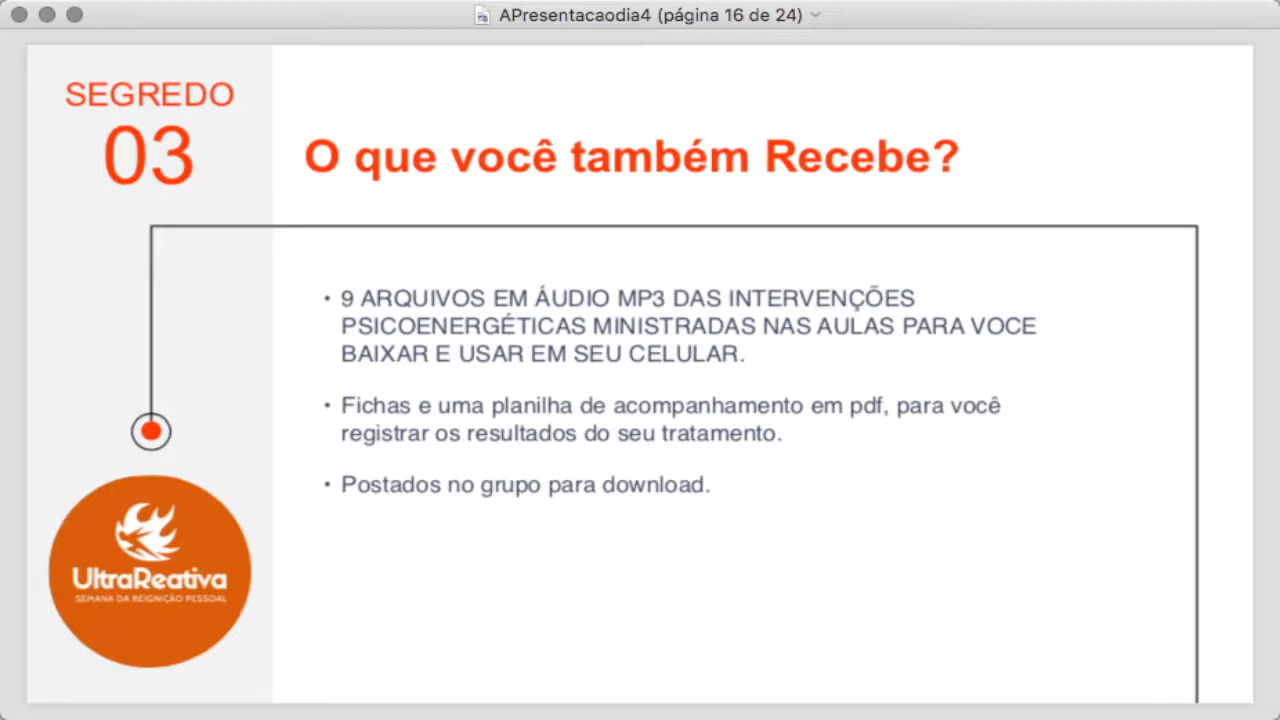 APresentacaodia4 (página 16 de 24)
SEGREDO
03
O que você também Recebe?
• 9 ARQUIVOS EM ÁUDIO MP3 DAS INTERVENÇÕES
PSICOENERGÉTICAS MINISTRADAS NAS AULAS PARA VOCE
BAIXAR E USAR EM SEU CELULAR.
• Fichas e uma planilha de acompanhamento em pdf, para você
registrar os resultados do seu tratamento.
• Postados no grupo para download.
UltraReativa
SEMANA DA REIGNIÇÃO PESSOAL